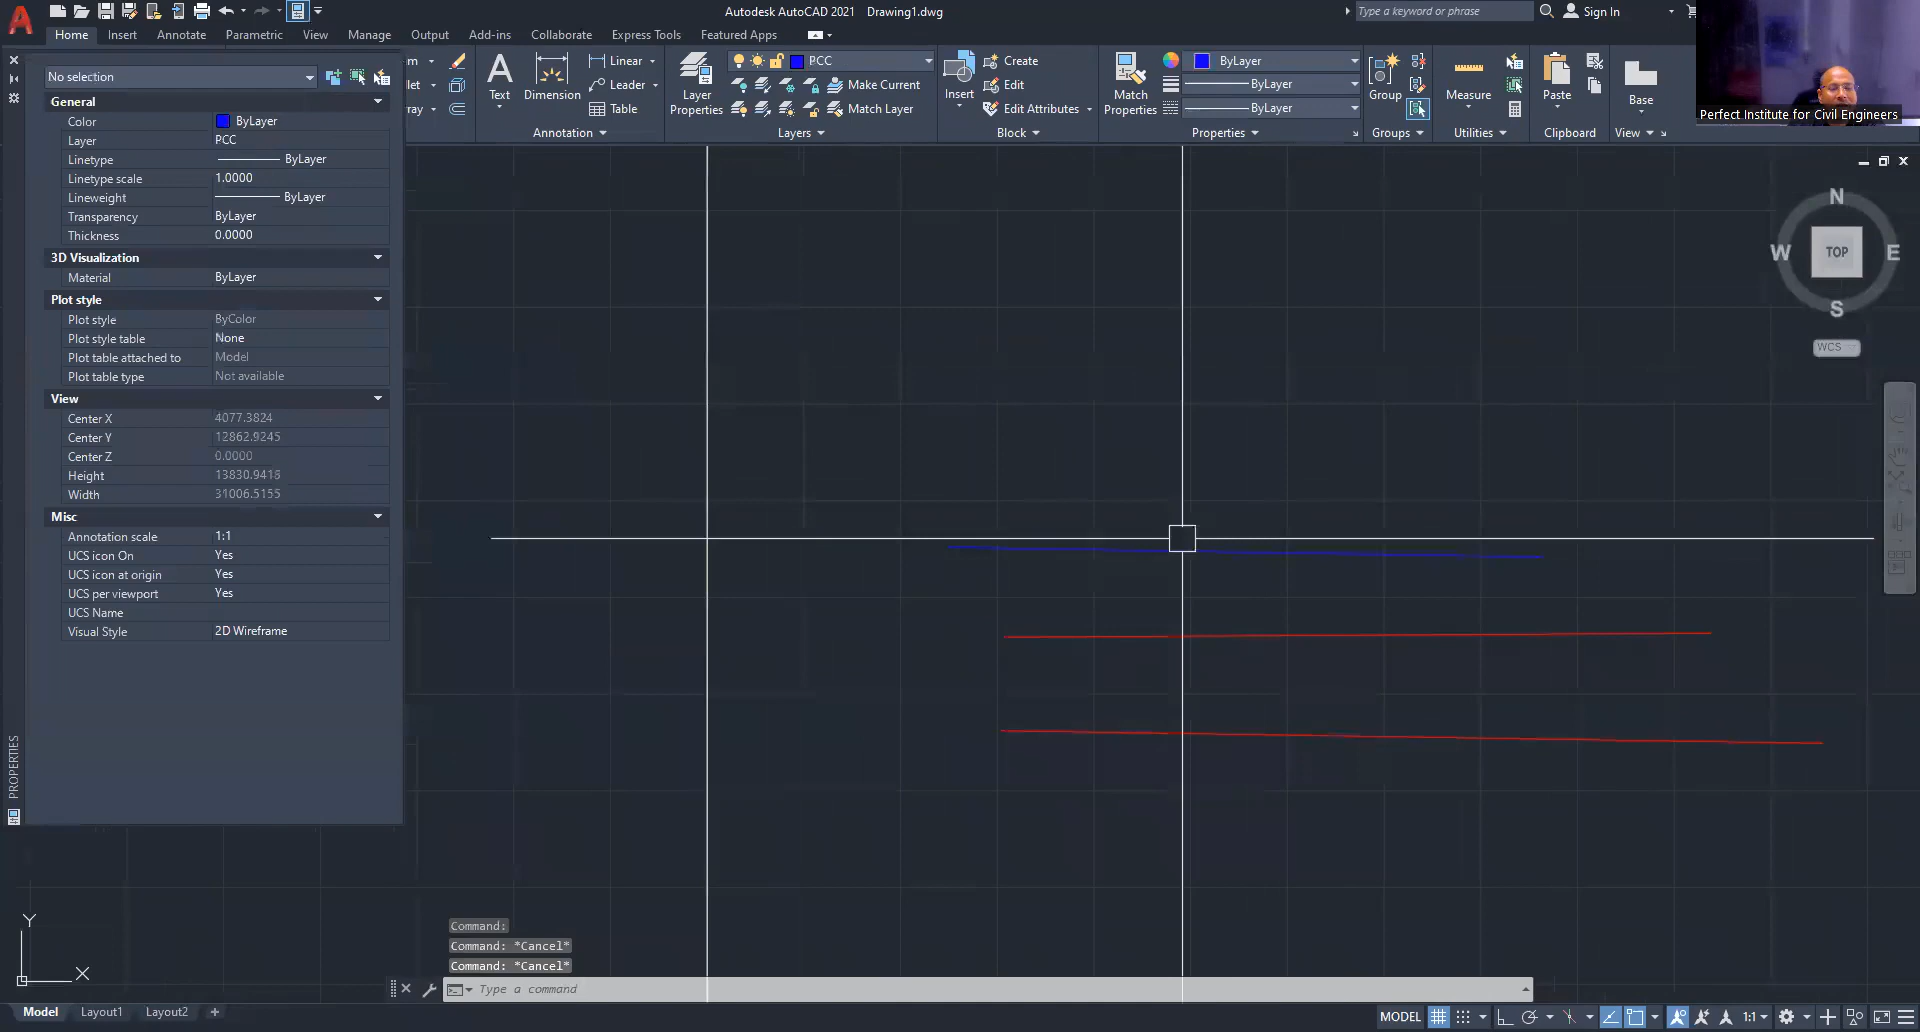 Autodesk AutoCAD 2021 Drawing1.dwg
Type a keyword or phrase
Sign In
Home Insert Annotate Parametric View Manage Output Add-ins Collaborate Express Tools Featured Apps
No selection
General
Color ByLayer
Layer PCC
Linetype ByLayer
Linetype scale 1.0000
Lineweight ByLayer
Transparency ByLayer
Thickness 0.0000
3D Visualization
Material ByLayer
Plot style
Plot style ByColor
Plot style table None
Plot table attached to Model
Plot table type Not available
View
Center X 4077.3824
Center Y 12862.9245
Center Z 0.0000
Height 13830.9415
Width 31006.5155
Misc
Annotation scale 1:1
UCS icon On Yes
UCS icon at origin Yes
UCS per viewport Yes
UCS Name
Visual Style 2D Wireframe
PROPERTIES
Text
Dimension
Linear
Leader
Table
Annotation
Layer
Properties
PCC
Make Current
Match Layer
Layers
Insert
Create
Edit
Edit Attributes
Block
Match
Properties
ByLayer
ByLayer
ByLayer
Properties
Group
Groups
Measure
Utilities
Paste
Clipboard
Base
View
Perfect Institute for Civil Engineers
N
W TOP E
S
WCS
Y
X
Command:
Command: *Cancel*
Command: *Cancel*
Type a command
Model Layout1 Layout2 +
MODEL
1:1